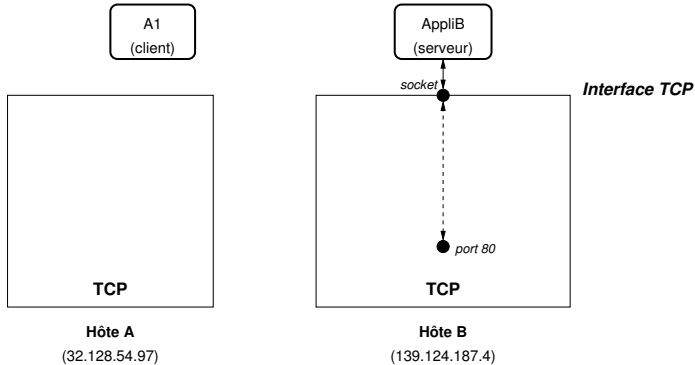 A1
(client)
AppliB
(serveur)
socket
Interface TCP
port 80
TCP
TCP
Hôte A
(32.128.54.97)
Hôte B
(139.124.187.4)